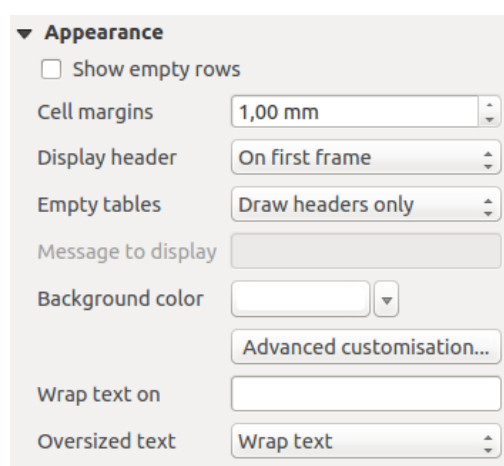 Appearance
Show empty rows
Cell margins 1,00 mm
Display header On first frame
Empty tables Draw headers only
Message to display
Background color
Advanced customisation...
Wrap text on
Oversized text Wrap text